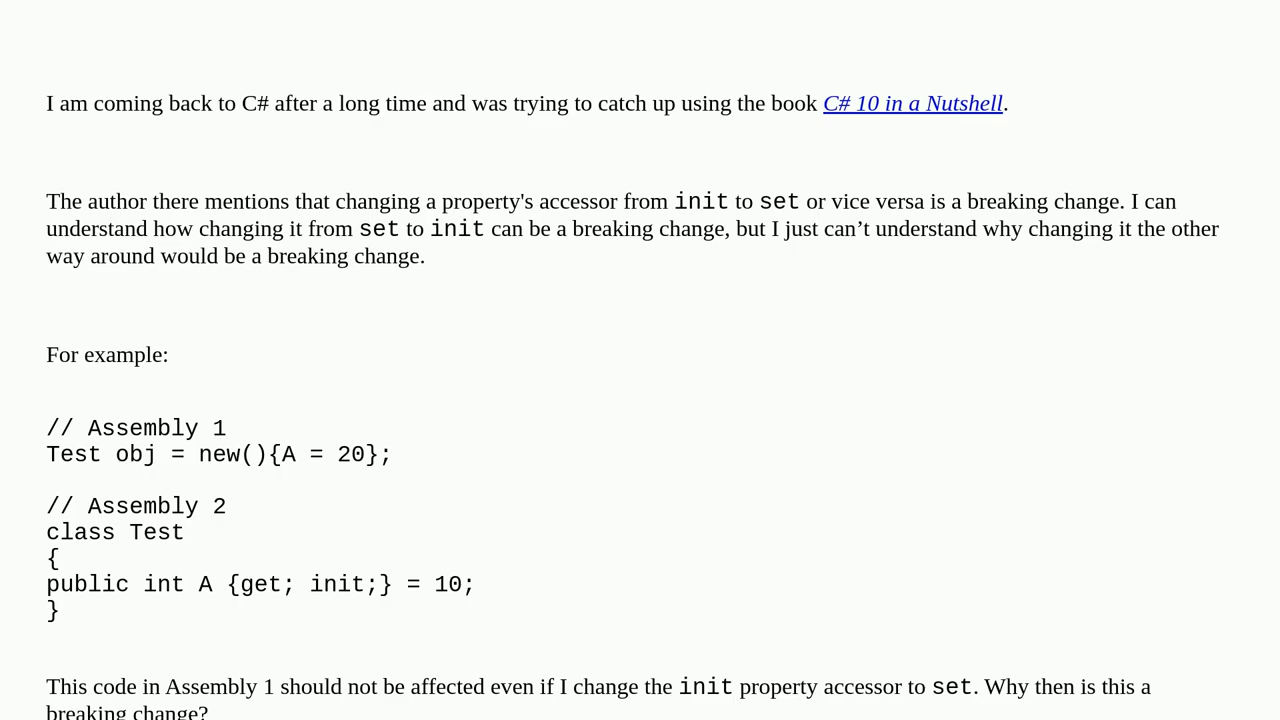 I am coming back to C# after a long time and was trying to catch up using the book C# 10 in a Nutshell.
The author there mentions that changing a property's accessor from init to set or vice versa is a breaking change. I can
understand how changing it from set to init can be a breaking change, but I just can’t understand why changing it the other
way around would be a breaking change.
For example:
// Assembly 1
Test obj = new(){A = 20};
// Assembly 2
class Test
{
public int A {get; init;} = 10;
}
This code in Assembly 1 should not be affected even if I change the init property accessor to set. Why then is this a
breaking change?